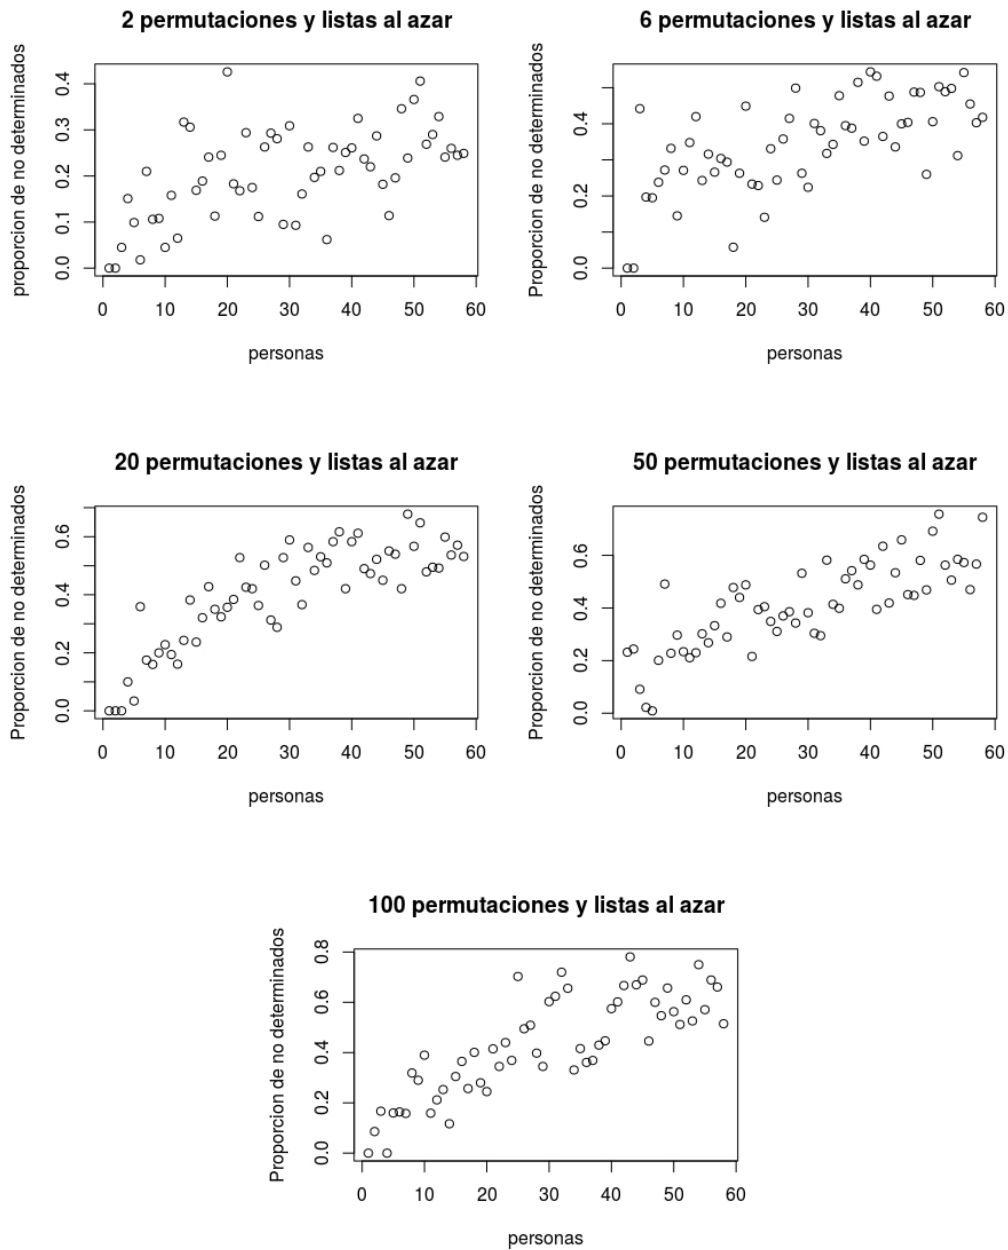 2 permutaciones y listas al azar
proporcion de no determinados
0.0 0.1 0.2 0.3 0.4
0 10 20 30 40 50 60
personas
6 permutaciones y listas al azar
Proporcion de no determinados
0.0 0.2 0.4
0 10 20 30 40 50 60
personas
20 permutaciones y listas al azar
Proporcion de no determinados
0.0 0.2 0.4 0.6
0 10 20 30 40 50 60
personas
50 permutaciones y listas al azar
Proporcion de no determinados
0.0 0.2 0.4 0.6
0 10 20 30 40 50 60
personas
100 permutaciones y listas al azar
Proporcion de no determinados
0.0 0.2 0.4 0.6 0.8
0 10 20 30 40 50 60
personas